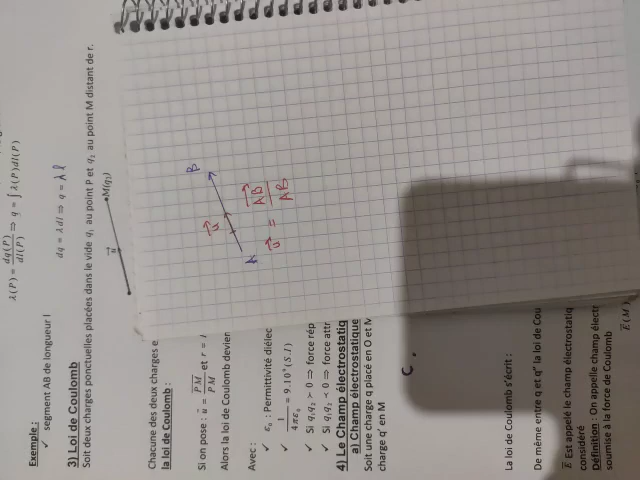 λ(P) = dq(P)/dl(P) ⇒ q = ∫ λ(P)dl(P)
Exemple :
✓ segment AB de longueur l
dq = λ dl ⇒ q = λ l
3) Loi de Coulomb
Soit deux charges ponctuelles placées dans le vide q₁ au point P et q₂ au point M distant de r.
u⃗
M(q₂)
Chacune des deux charges e
la loi de Coulomb :
Si on pose : u⃗ = PM/PM et r =
Alors la loi de Coulomb devien
Avec :
✓ ε₀ : Permittivité diélec
✓ 1/4πε₀ = 9.10⁹ (S.I)
✓ Si q₁q₂ > 0 ⇒ force rép
✓ Si q₁q₂ < 0 ⇒ force attr
4) Le Champ électrostatiq
a) Champ électrostatique
Soit une charge q placé en O et M
charge q' en M
La loi de Coulomb s'écrit :
De même entre q et q" la loi de Cou
E⃗ Est appelé le champ électrostatiq
considéré
Définition : On appelle champ électr
soumise à la force de Coulomb
E⃗(M)
A
u⃗
B
u⃗ = AB⃗/AB
C.